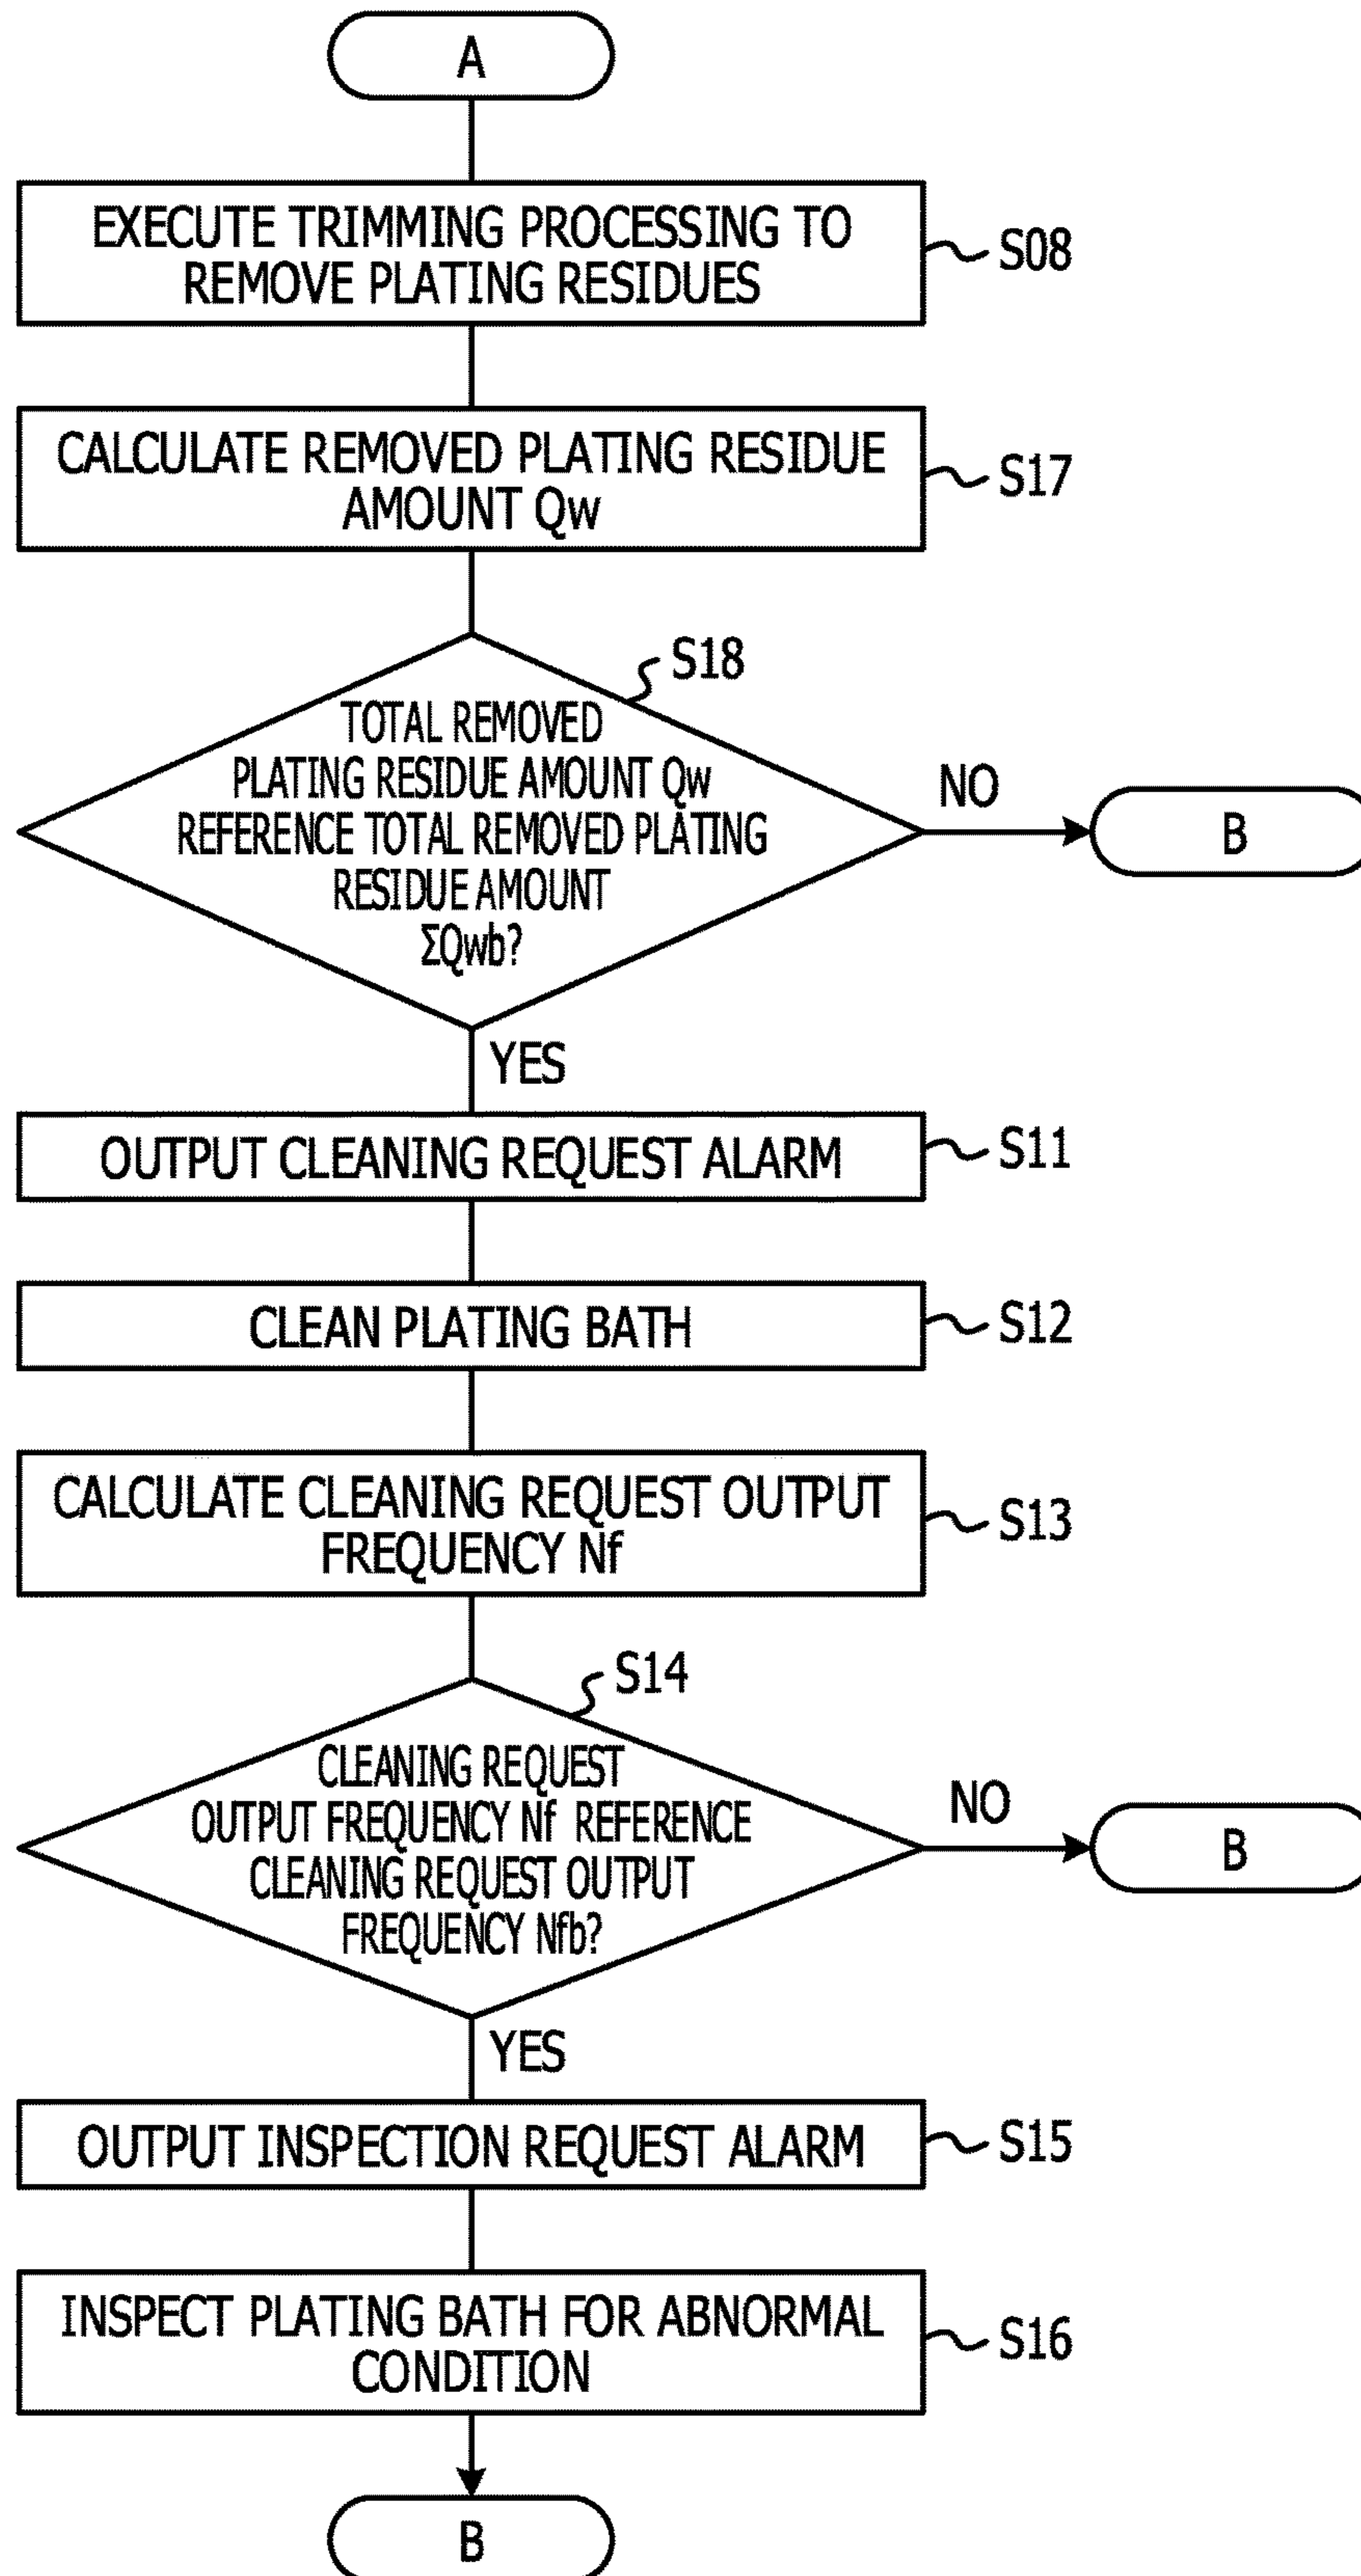 A
EXECUTE TRIMMING PROCESSING TO
REMOVE PLATING RESIDUES
S08
CALCULATE REMOVED PLATING RESIDUE
AMOUNT Qw
S17
S18
TOTAL REMOVED
PLATING RESIDUE AMOUNT Qw
REFERENCE TOTAL REMOVED PLATING
RESIDUE AMOUNT
ΣQwb?
NO
B
YES
OUTPUT CLEANING REQUEST ALARM
S11
CLEAN PLATING BATH
S12
CALCULATE CLEANING REQUEST OUTPUT
FREQUENCY Nf
S13
S14
CLEANING REQUEST
OUTPUT FREQUENCY Nf REFERENCE
CLEANING REQUEST OUTPUT
FREQUENCY Nfb?
NO
B
YES
OUTPUT INSPECTION REQUEST ALARM
S15
INSPECT PLATING BATH FOR ABNORMAL
CONDITION
S16
B